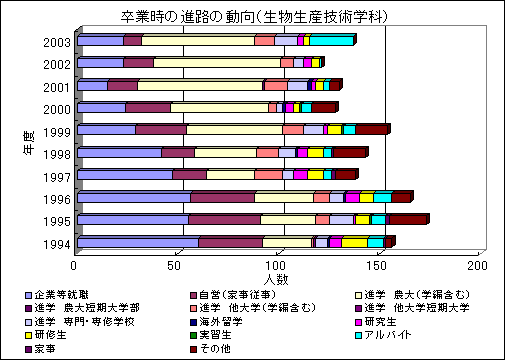 卒業時の進路の動向(生物生産技術学科)
年度
2003
2002
2001
2000
1999
1998
1997
1996
1995
1994
0 50 100 150 200
人数
企業等就職 自営(家事従事) 進学 農大(学編含む)
進学 農大短期大学部 進学 他大学(学編含む) 進学 他大学短期大学
進学 専門・専修学校 海外留学 研究生
研修生 実習生 アルバイト
家事 その他